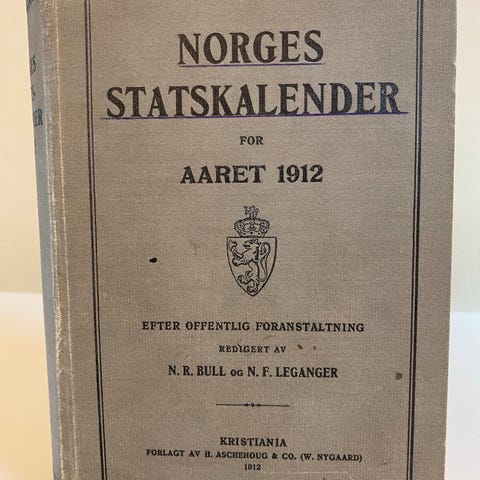 NORGES
STATSKALENDER
FOR
AARET 1912
EFTER OFFENTLIG FORANSTALTNING
REDIGERT AV
N. R. BULL OG N. F. LEGANGER
KRISTIANIA
FORLAGT AV H. ASCHEHOUG & CO. (W. NYGAARD)
1912